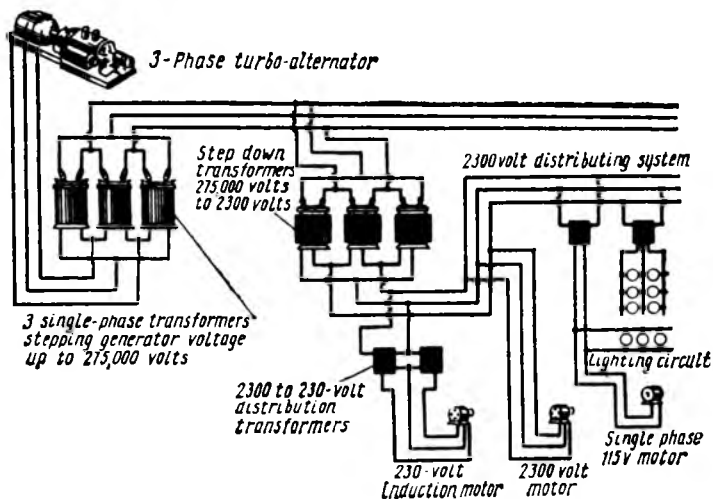 3-Phase turbo-alternator
Step down
transformers
275,000 volts
to 2300 volts
2300 volt distributing system
3 single-phase transformers
stepping generator voltage
up to 275,000 volts
2300 to 230-volt
distribution
transformers
Lighting circuit
230-volt
Induction motor
2300 volt
motor
Single phase
115V motor